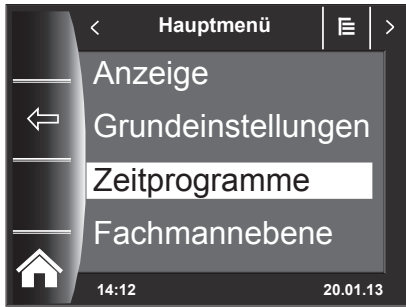 Hauptmenü
Anzeige
Grundeinstellungen
Zeitprogramme
Fachmannebene
14:12 20.01.13